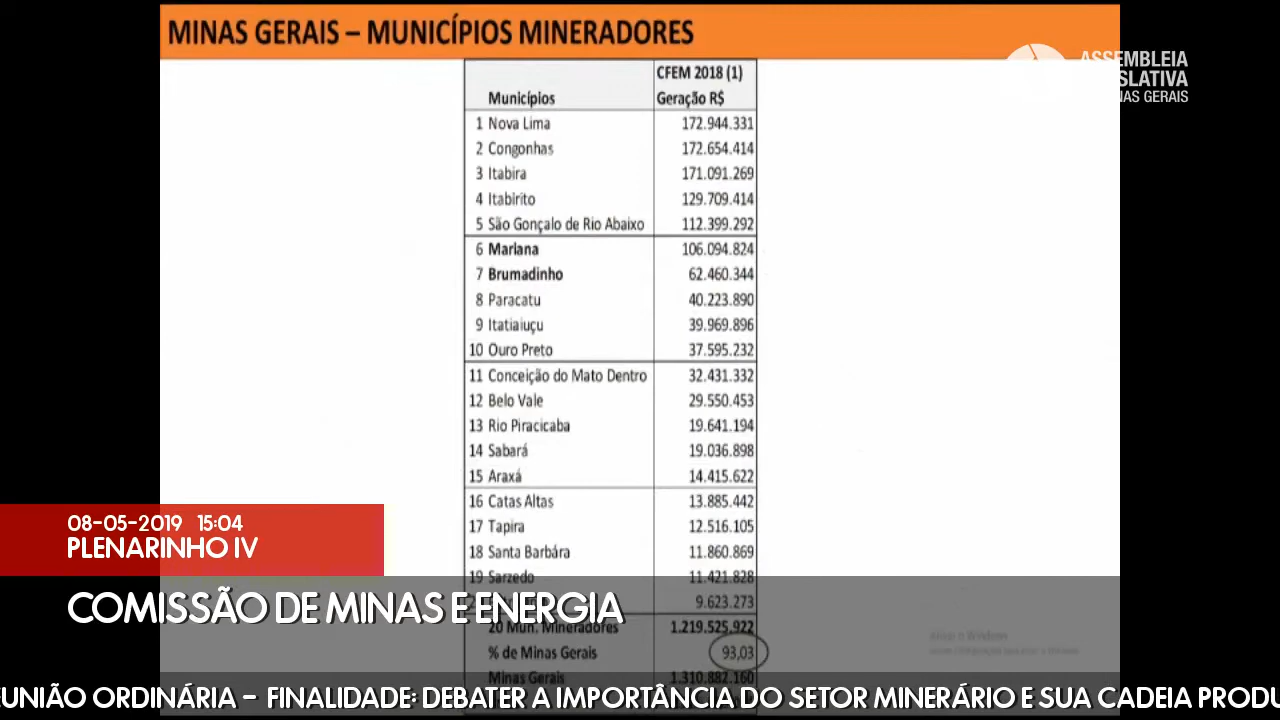 MINAS GERAIS – MUNICÍPIOS MINERADORES
ASSEMBLEIA
GISLATIVA
NAS GERAIS
CFEM 2018 (1)
Municípios Geração R$
1 Nova Lima 172.944.331
2 Congonhas 172.654.414
3 Itabira 171.091.269
4 Itabirito 129.709.414
5 São Gonçalo de Rio Abaixo 112.399.292
6 Mariana 106.094.824
7 Brumadinho 62.460.344
8 Paracatu 40.223.890
9 Itatiaiuçu 39.969.896
10 Ouro Preto 37.595.232
11 Conceição do Mato Dentro 32.431.332
12 Belo Vale 29.550.453
13 Rio Piracicaba 19.641.194
14 Sabará 19.036.898
15 Araxá 14.415.622
16 Catas Altas 13.885.442
17 Tapira 12.516.105
18 Santa Barbára 11.860.869
19 Sarzedo 11.421.828
9.623.273
20 Mun. Mineradores 1.219.525.922
% de Minas Gerais 93,03
Minas Gerais 1.310.882.160
08-05-2019 15:04
PLENARINHO IV
COMISSÃO DE MINAS E ENERGIA
EUNIÃO ORDINÁRIA – FINALIDADE: DEBATER A IMPORTÂNCIA DO SETOR MINERÁRIO E SUA CADEIA PRODU